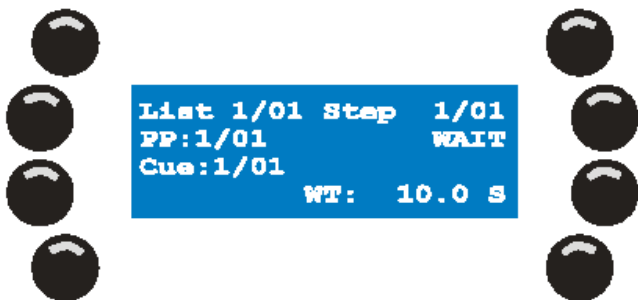 List 1/01 Step 1/01
PP:1/01 WAIT
Cue:1/01
WT: 10.0 S